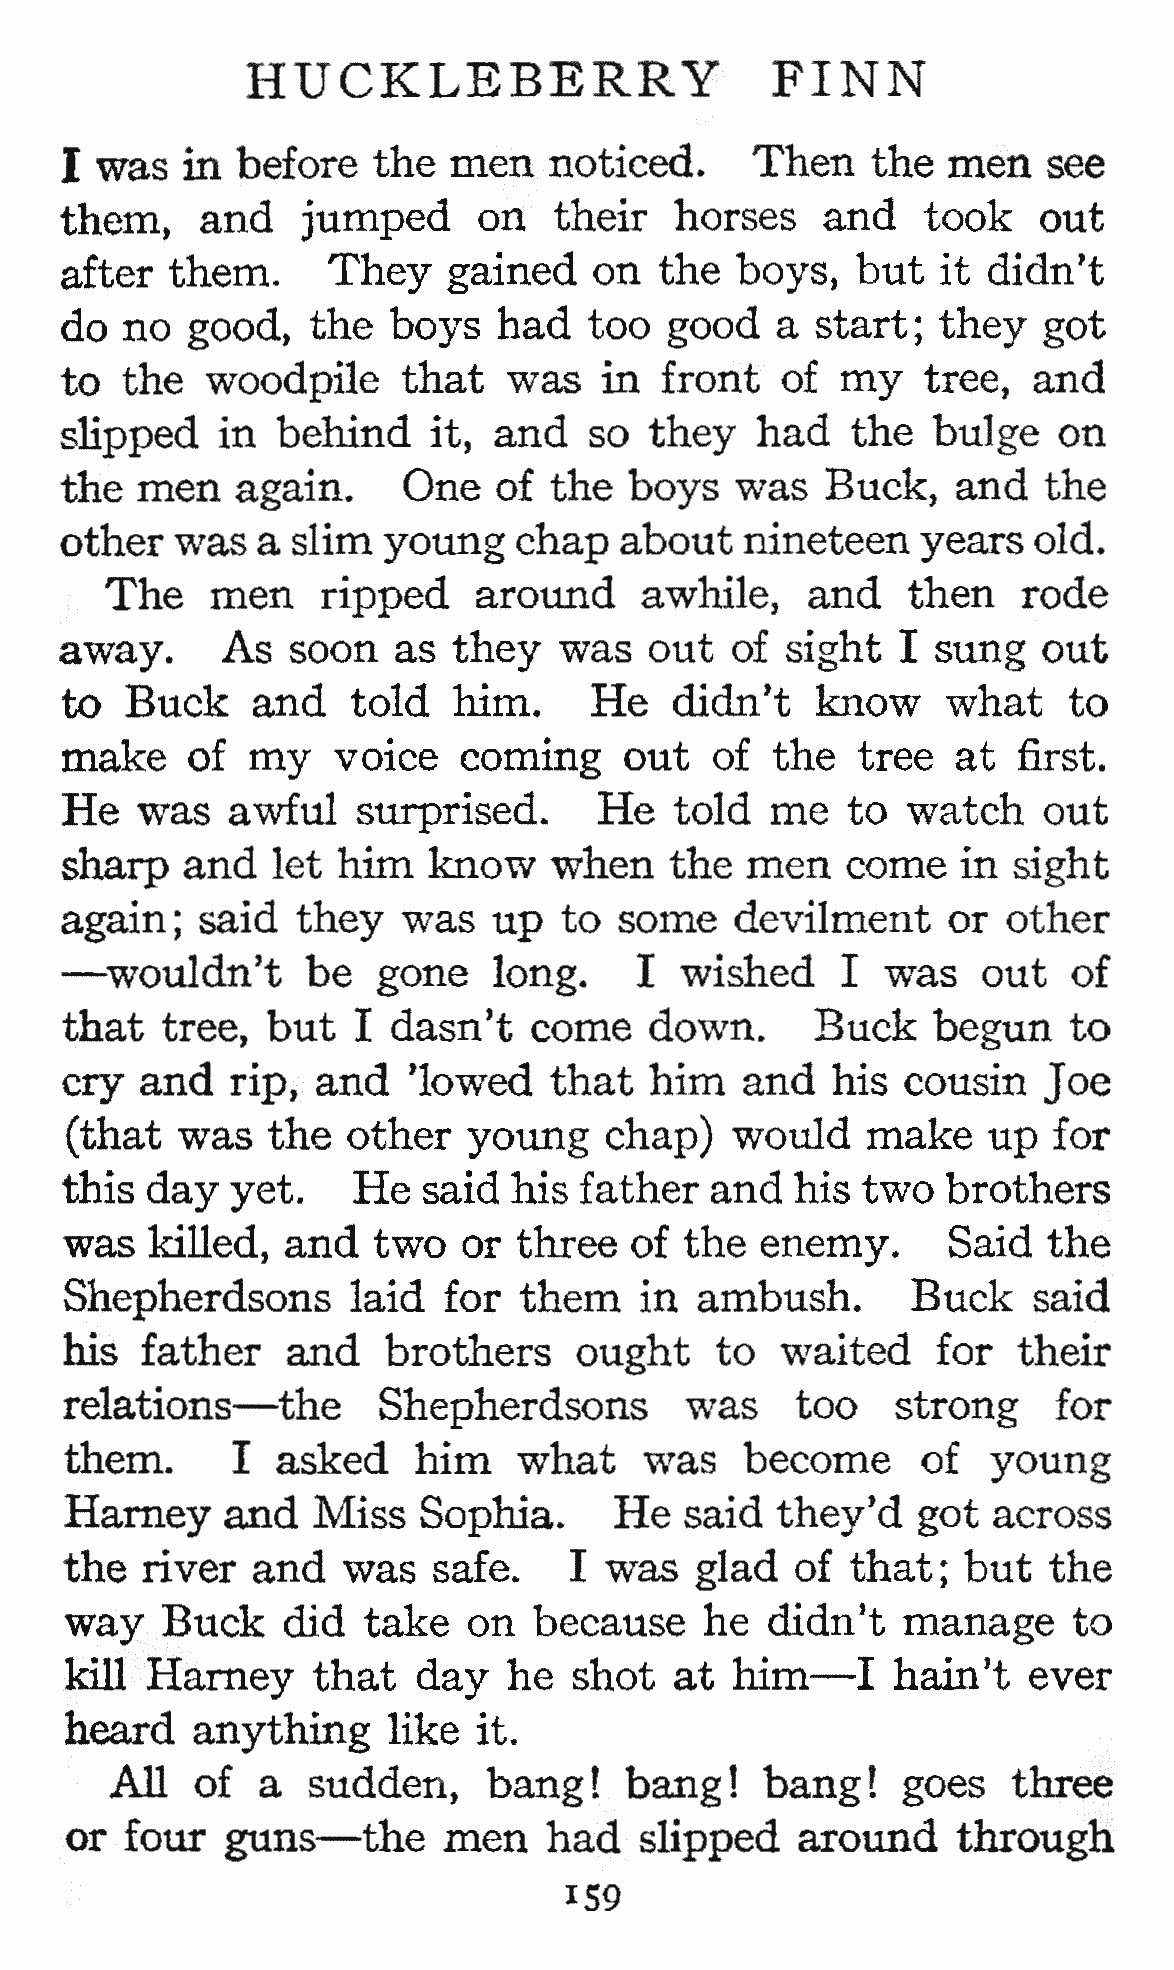 HUCKLEBERRY FINN
I was in before the men noticed. Then the men see
them, and jumped on their horses and took out
after them. They gained on the boys, but it didn't
do no good, the boys had too good a start; they got
to the woodpile that was in front of my tree, and
slipped in behind it, and so they had the bulge on
the men again. One of the boys was Buck, and the
other was a slim young chap about nineteen years old.
The men ripped around awhile, and then rode
away. As soon as they was out of sight I sung out
to Buck and told him. He didn't know what to
make of my voice coming out of the tree at first.
He was awful surprised. He told me to watch out
sharp and let him know when the men come in sight
again; said they was up to some devilment or other
—wouldn't be gone long. I wished I was out of
that tree, but I dasn't come down. Buck begun to
cry and rip, and 'lowed that him and his cousin Joe
(that was the other young chap) would make up for
this day yet. He said his father and his two brothers
was killed, and two or three of the enemy. Said the
Shepherdsons laid for them in ambush. Buck said
his father and brothers ought to waited for their
relations—the Shepherdsons was too strong for
them. I asked him what was become of young
Harney and Miss Sophia. He said they'd got across
the river and was safe. I was glad of that; but the
way Buck did take on because he didn't manage to
kill Harney that day he shot at him—I hain't ever
heard anything like it.
All of a sudden, bang! bang! bang! goes three
or four guns—the men had slipped around through
159